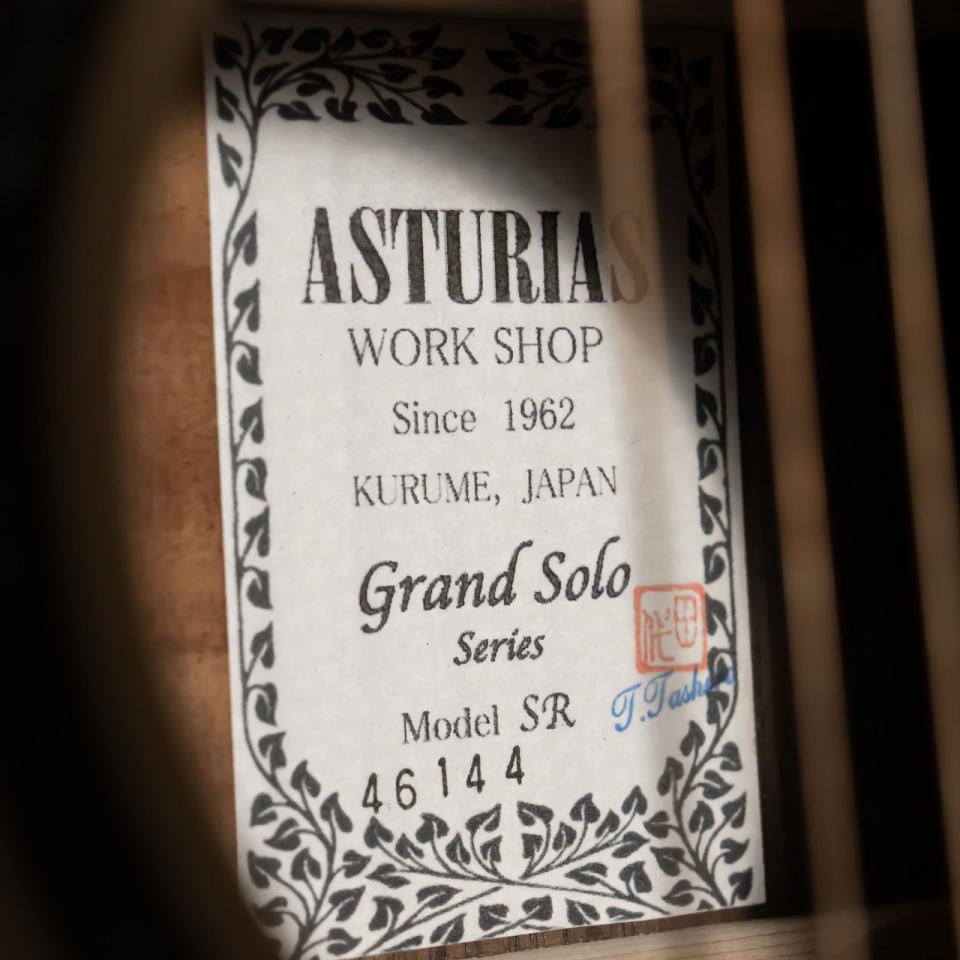 ASTURIAS
WORK SHOP
Since 1962
KURUME, JAPAN
Grand Solo
Series
Model SR
46144